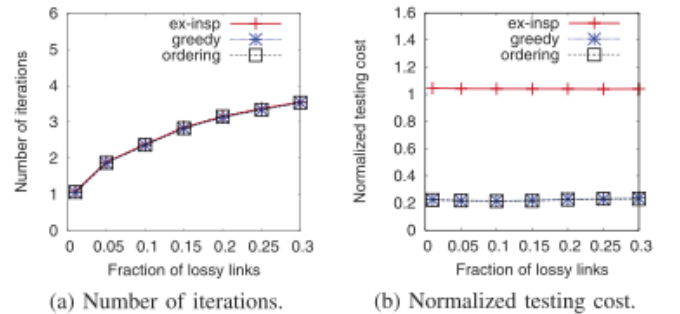 6
5
4
3
2
1
0
Number of iterations
ex-insp
greedy
ordering
0 0.05 0.1 0.15 0.2 0.25 0.3
Fraction of lossy links
(a) Number of iterations.
1.6
1.4
1.2
1
0.8
0.6
0.4
0.2
0
Normalized testing cost
ex-insp
greedy
ordering
0 0.05 0.1 0.15 0.2 0.25 0.3
Fraction of lossy links
(b) Normalized testing cost.